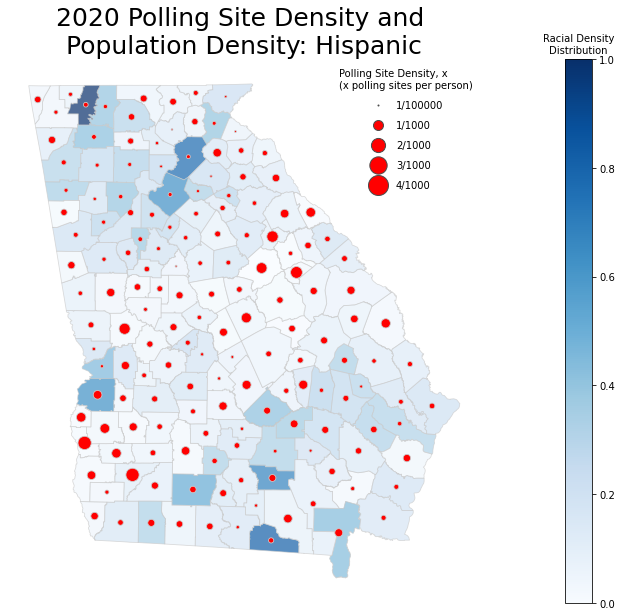 2020 Polling Site Density and
Population Density: Hispanic
Polling Site Density, x
(x polling sites per person)
1/100000
1/1000
2/1000
3/1000
4/1000
Racial Density
Distribution
1.0
0.8
0.6
0.4
0.2
0.0